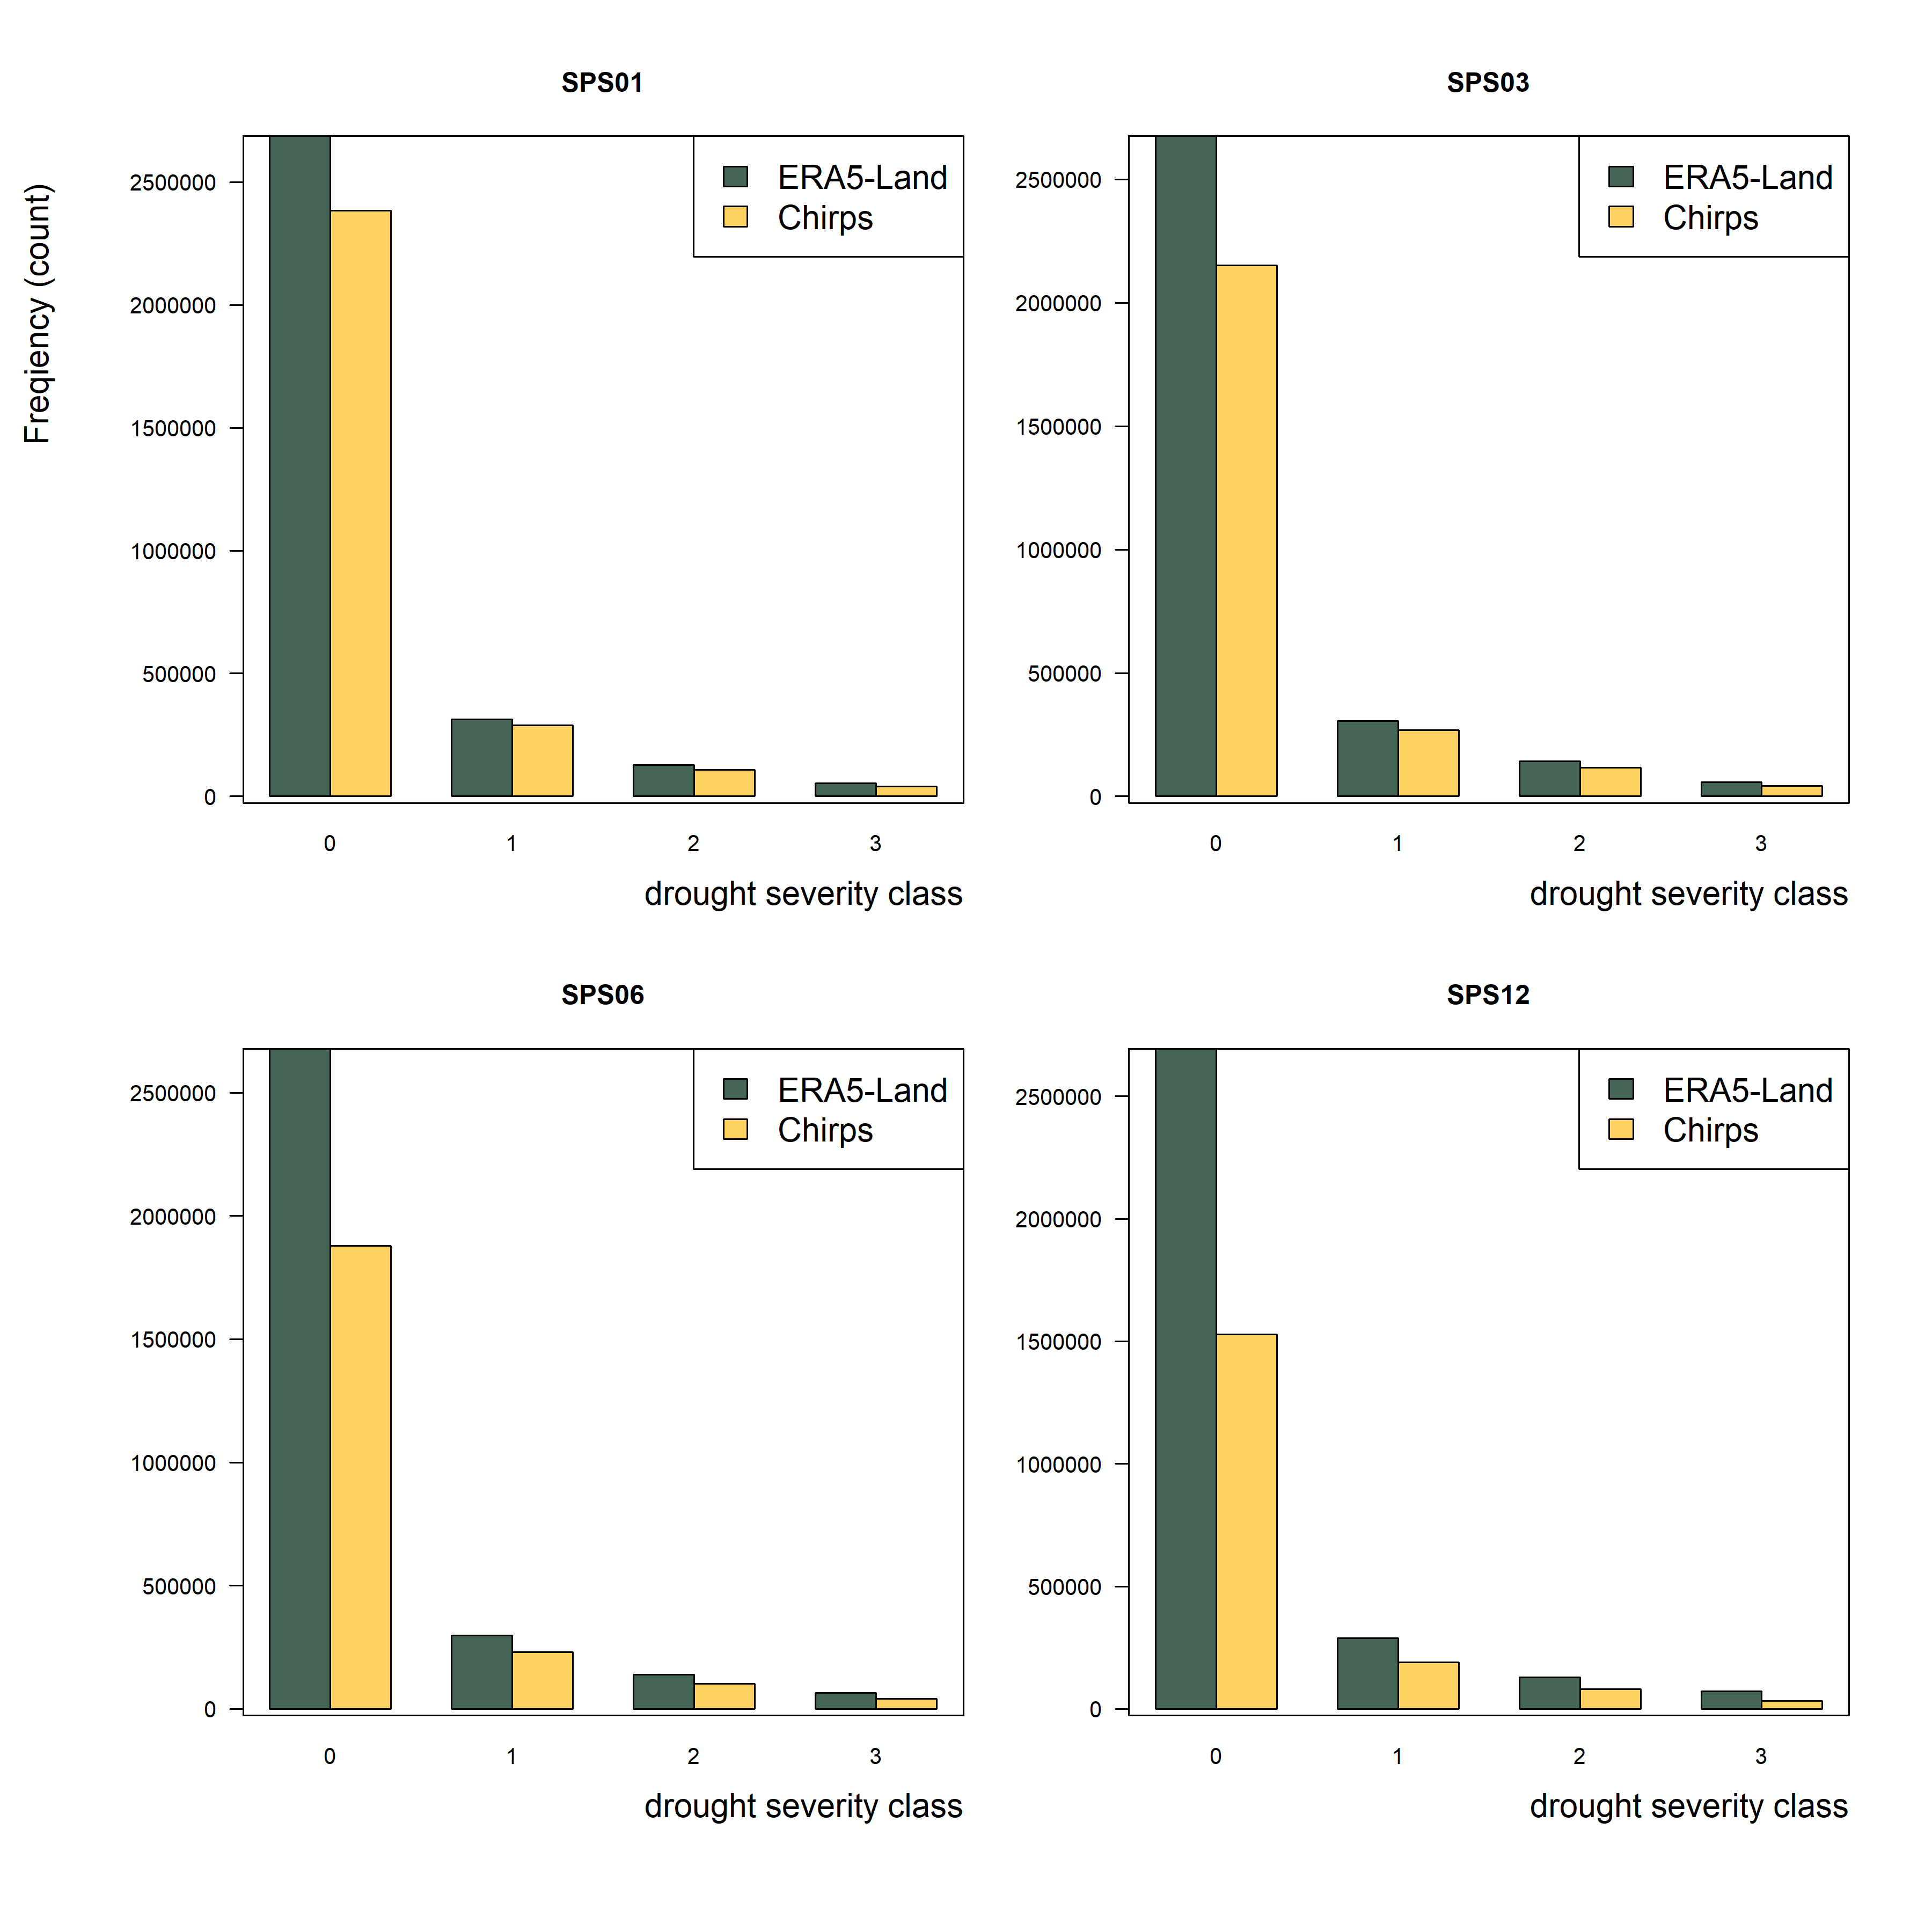 SPS01
Freqiency (count)
2500000
2000000
1500000
1000000
500000
0
ERA5-Land
Chirps
0 1 2 3
drought severity class
SPS03
2500000
2000000
1500000
1000000
500000
0
ERA5-Land
Chirps
0 1 2 3
drought severity class
SPS06
2500000
2000000
1500000
1000000
500000
0
ERA5-Land
Chirps
0 1 2 3
drought severity class
SPS12
2500000
2000000
1500000
1000000
500000
0
ERA5-Land
Chirps
0 1 2 3
drought severity class